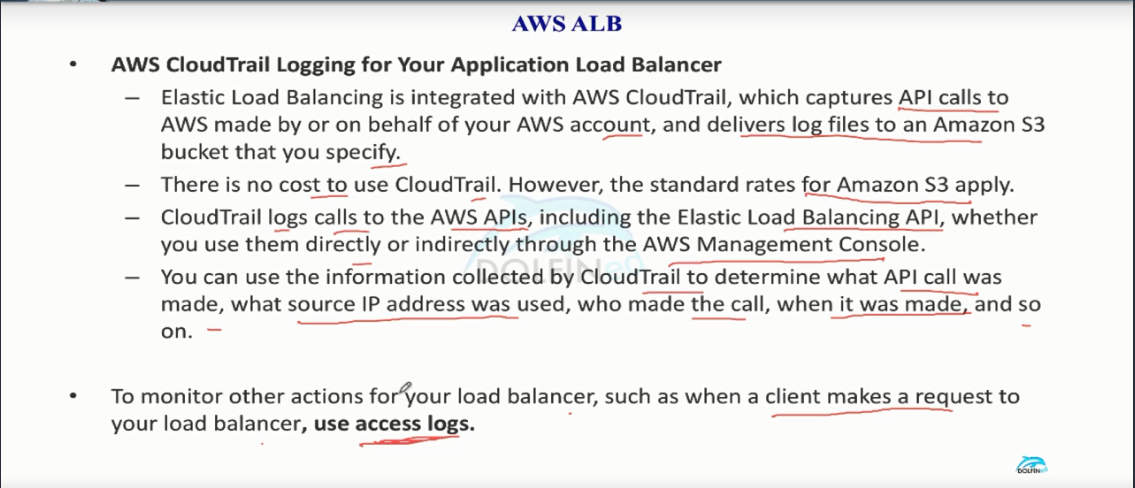 AWS ALB
• AWS CloudTrail Logging for Your Application Load Balancer
– Elastic Load Balancing is integrated with AWS CloudTrail, which captures API calls to
AWS made by or on behalf of your AWS account, and delivers log files to an Amazon S3
bucket that you specify.
– There is no cost to use CloudTrail. However, the standard rates for Amazon S3 apply.
– CloudTrail logs calls to the AWS APIs, including the Elastic Load Balancing API, whether
you use them directly or indirectly through the AWS Management Console.
– You can use the information collected by CloudTrail to determine what API call was
made, what source IP address was used, who made the call, when it was made, and so
on.
• To monitor other actions for your load balancer, such as when a client makes a request to
your load balancer, use access logs.
DOLFINED